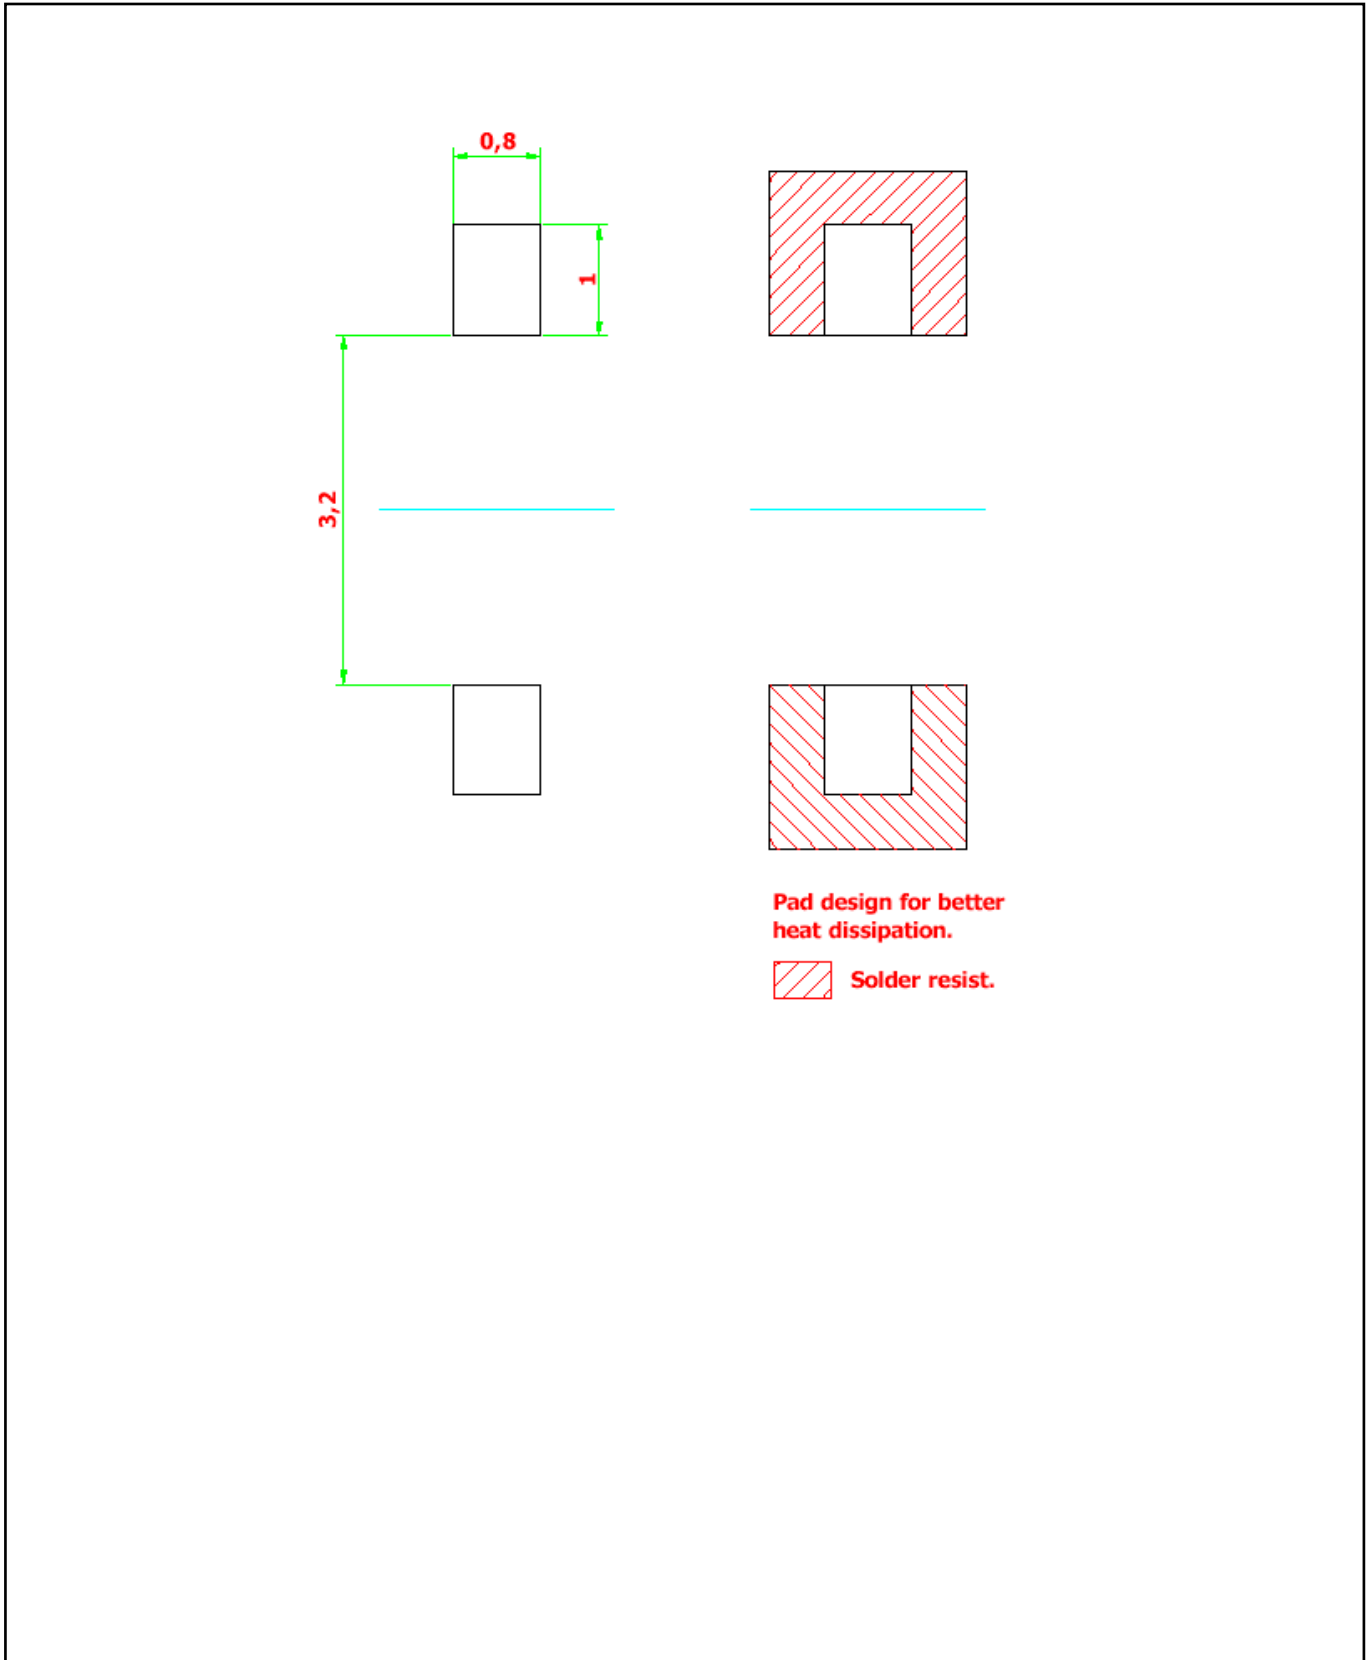 0,8
1
3,2
Pad design for better
heat dissipation.
Solder resist.